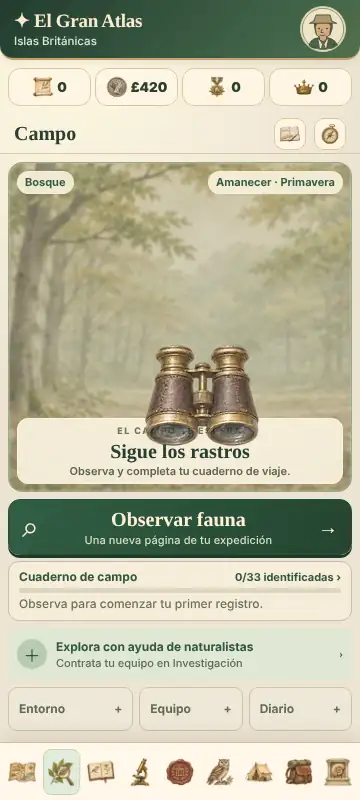 ✦ El Gran Atlas
Islas Británicas
0
£420
0
0
Campo
Bosque
Amanecer · Primavera
EL
Sigue los rastros
Observa y completa tu cuaderno de viaje.
Observar fauna
→
Una nueva página de tu expedición
Cuaderno de campo
0/33 identificadas ›
Observa para comenzar tu primer registro.
+
Explora con ayuda de naturalistas
›
Contrata tu equipo en Investigación
Entorno +
Equipo +
Diario +